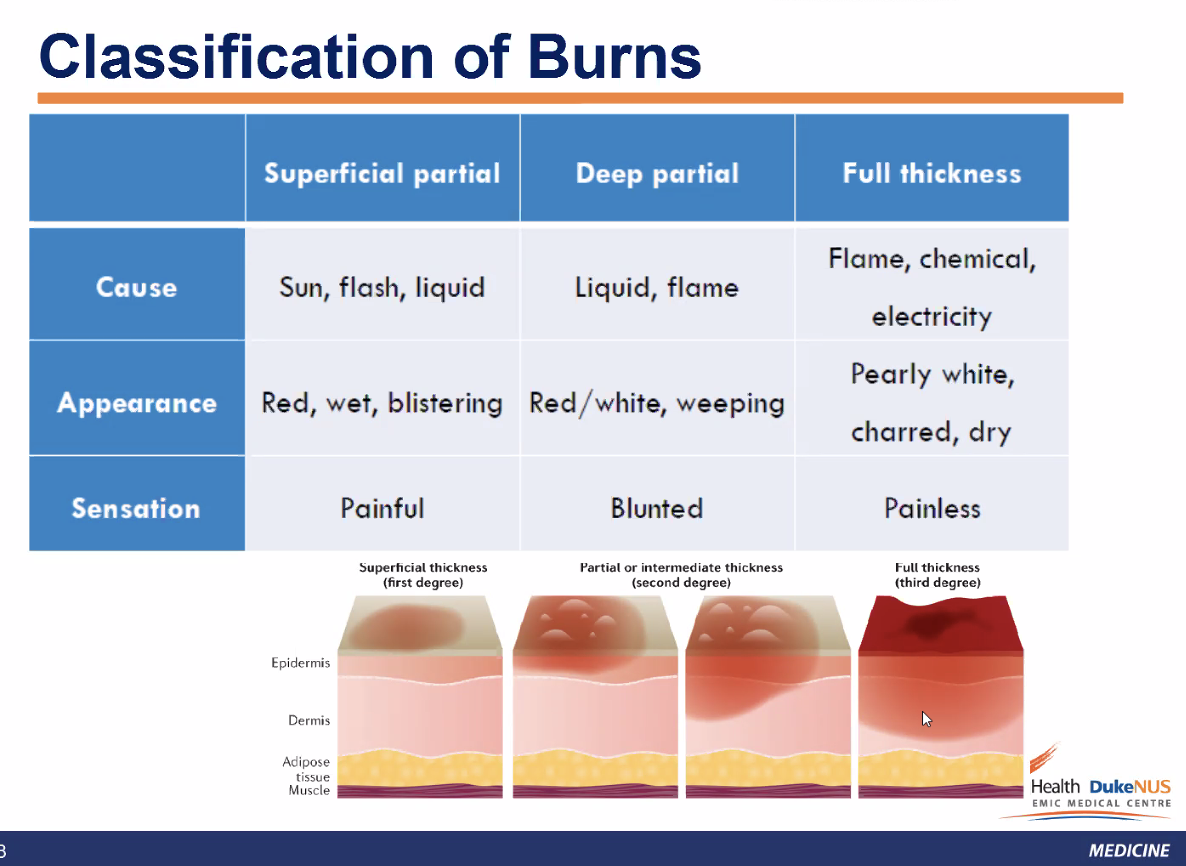 Classification of Burns
Superficial partial
Deep partial
Full thickness
Cause
Sun, flash, liquid
Liquid, flame
Flame, chemical,
electricity
Appearance
Red, wet, blistering
Red/white, weeping
Pearly white,
charred, dry
Sensation
Painful
Blunted
Painless
Superficial thickness
(first degree)
Partial or intermediate thickness
(second degree)
Full thickness
(third degree)
Epidermis
Dermis
Adipose
tissue
Muscle
Health DukeNUS
EMIC MEDICAL CENTRE
MEDICINE